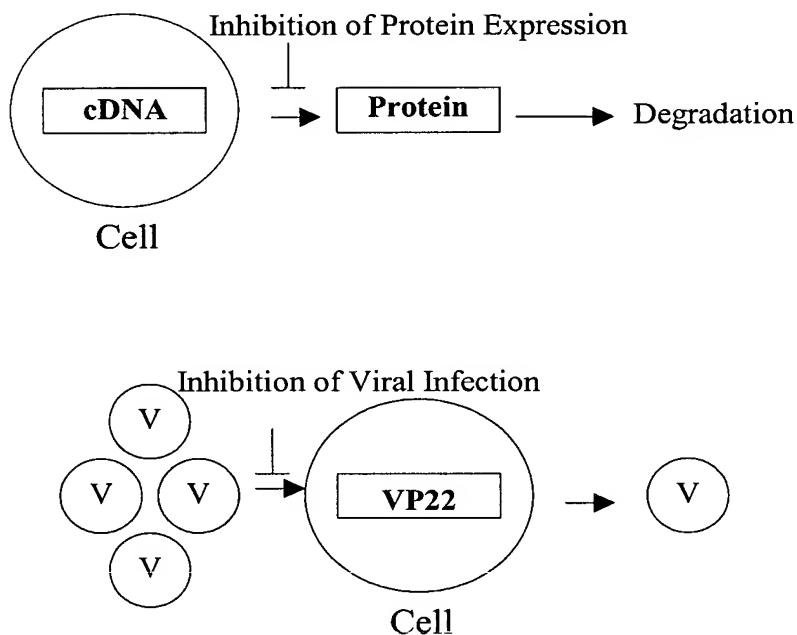 Inhibition of Protein Expression
cDNA
Protein
Degradation
Cell
Inhibition of Viral Infection
V
V
V
VP22
V
V
Cell